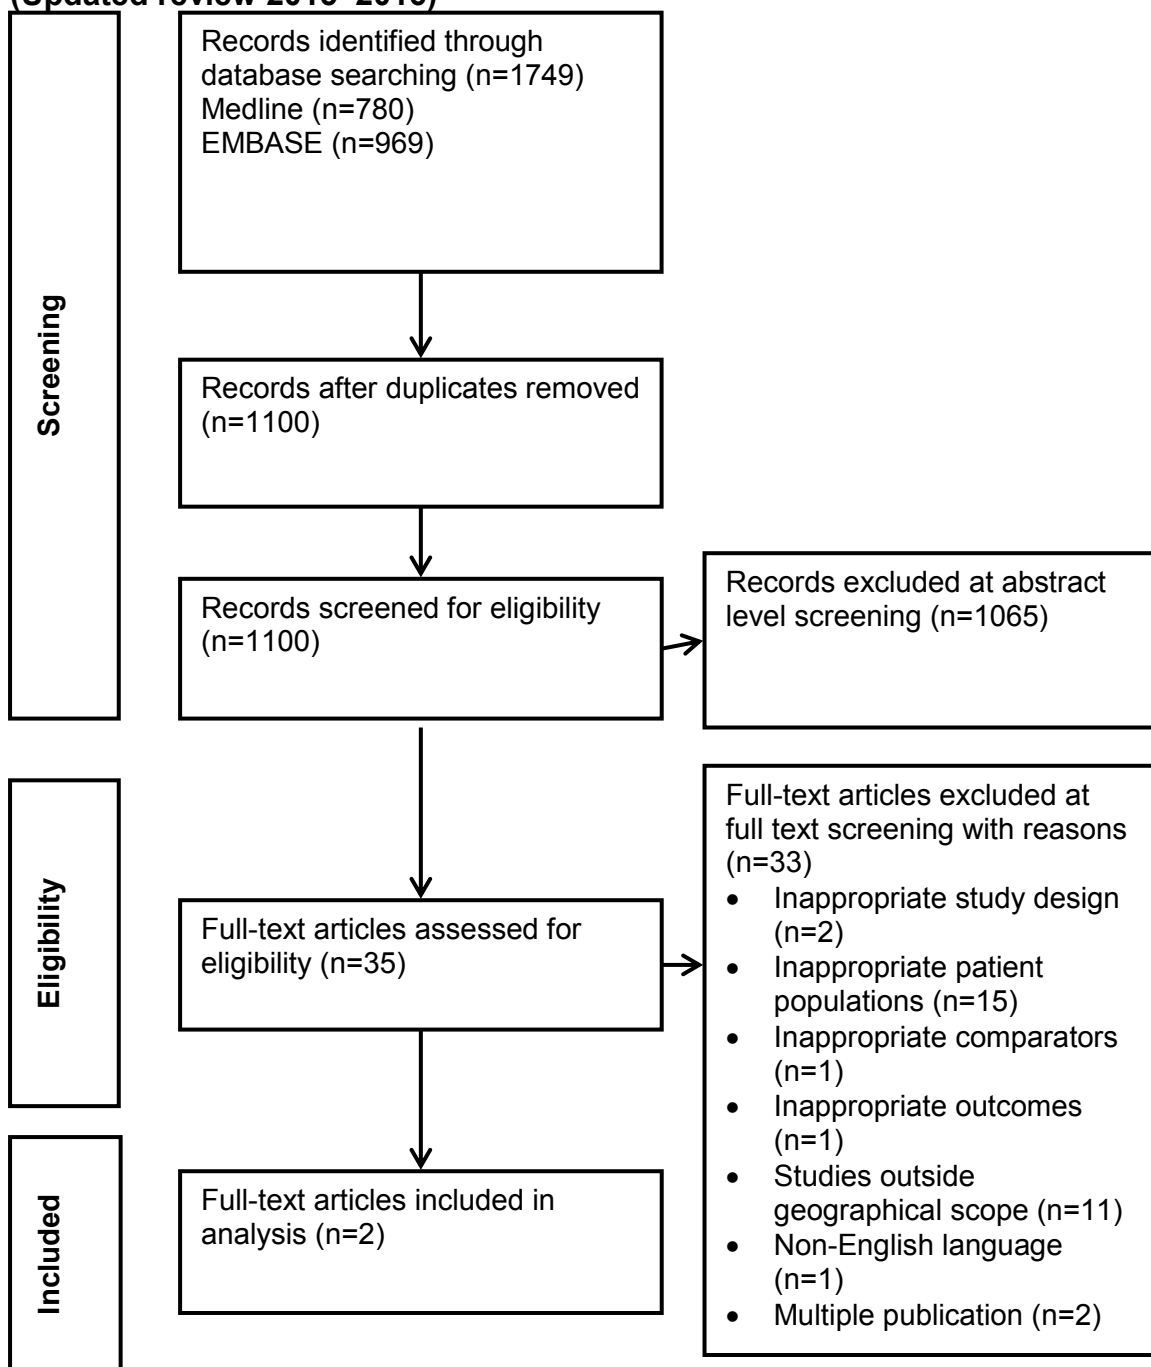 Records identified through
database searching (n=1749)
Medline (n=780)
EMBASE (n=969)
Screening
Records after duplicates removed
(n=1100)
Records screened for eligibility
(n=1100)
Records excluded at abstract
level screening (n=1065)
Eligibility
Full-text articles assessed for
eligibility (n=35)
Full-text articles excluded at
full text screening with reasons
(n=33)
• Inappropriate study design
(n=2)
• Inappropriate patient
populations (n=15)
• Inappropriate comparators
(n=1)
• Inappropriate outcomes
(n=1)
• Studies outside
geographical scope (n=11)
• Non-English language
(n=1)
• Multiple publication (n=2)
Included
Full-text articles included in
analysis (n=2)